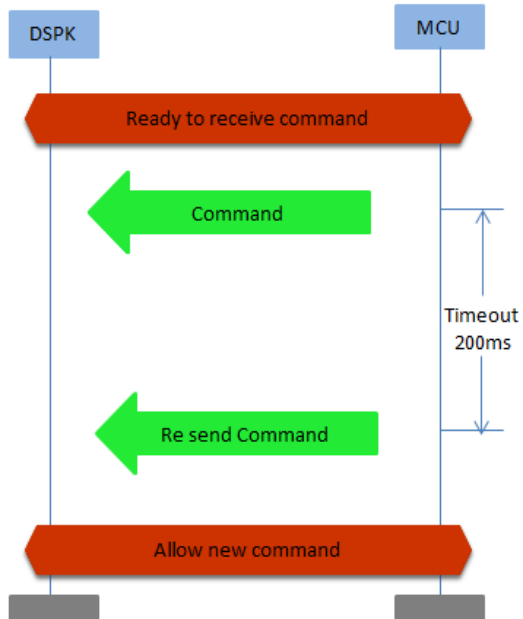 DSPK
MCU
Ready to receive command
Command
Timeout
200ms
Re send Command
Allow new command